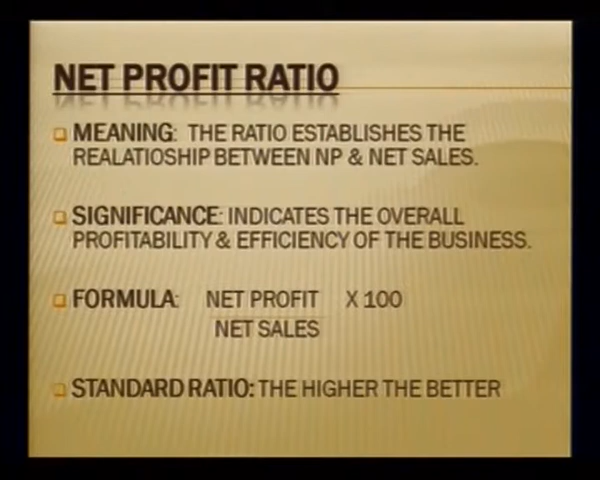 NET PROFIT RATIO
MEANING: THE RATIO ESTABLISHES THE
REALATIOSHIP BETWEEN NP & NET SALES.
SIGNIFICANCE: INDICATES THE OVERALL
PROFITABILITY & EFFICIENCY OF THE BUSINESS.
FORMULA: NET PROFIT X 100
NET SALES
STANDARD RATIO: THE HIGHER THE BETTER